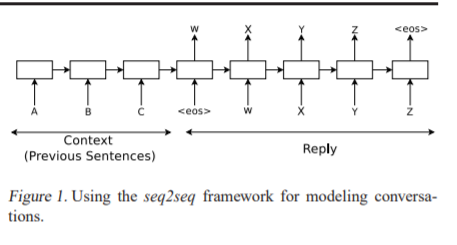 W X Y Z <eos>
A B C <eos> W X Y Z
Context
(Previous Sentences)
Reply
Figure 1. Using the seq2seq framework for modeling conversa-
tions.